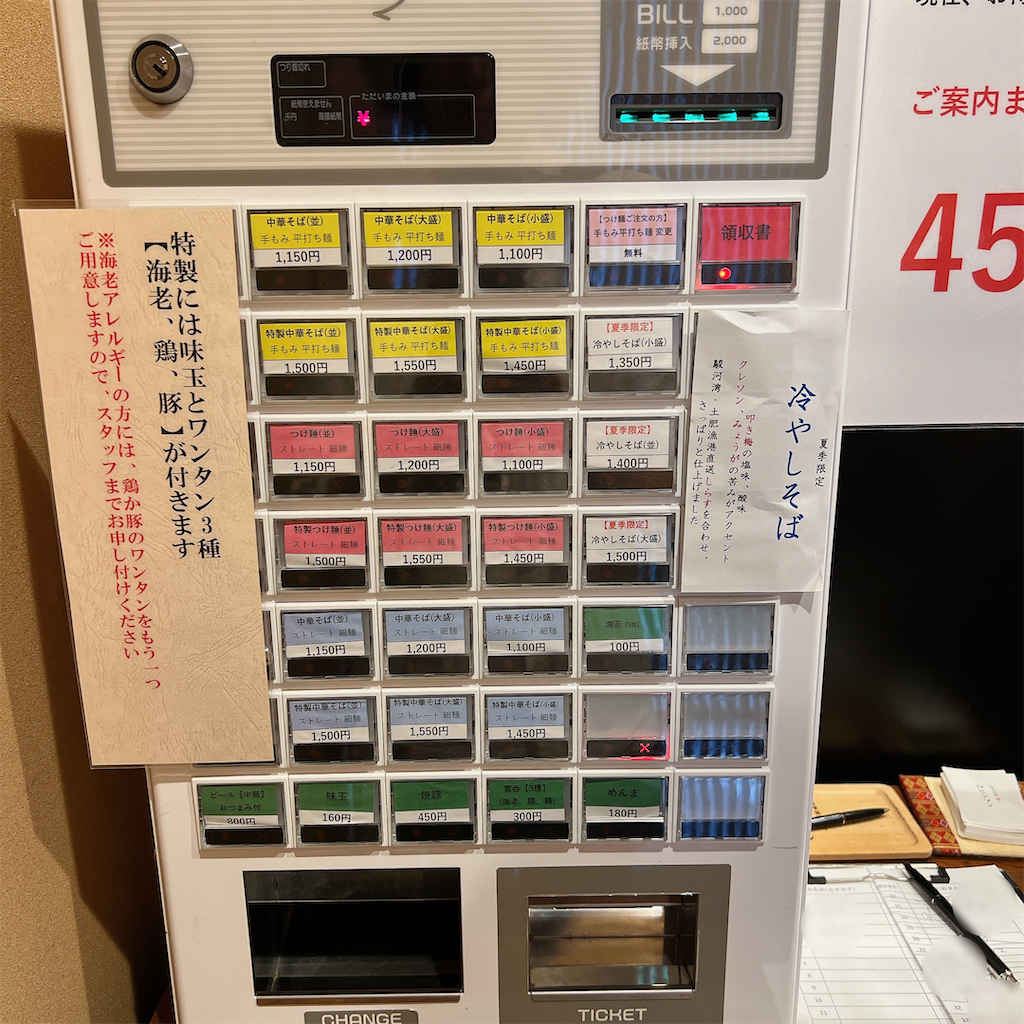 BILL
紙幣挿入
1,000
2,000
つり銭切れ
紙幣使えません
ただいまの金額
¥
ご案内ま
45
中華そば(並)
手もみ 平打ち麺
1,150円
中華そば(大盛)
手もみ 平打ち麺
1,200円
中華そば(小盛)
手もみ 平打ち麺
1,100円
【つけ麺ご注文の方】
手もみ平打ち麺 変更
無料
領収書
特製中華そば(並)
手もみ 平打ち麺
1,500円
特製中華そば(大盛)
手もみ 平打ち麺
1,550円
特製中華そば(小盛)
手もみ 平打ち麺
1,450円
【夏季限定】
冷やしそば(小盛)
1,350円
つけ麺(並)
ストレート 細麺
1,150円
つけ麺(大盛)
ストレート 細麺
1,200円
つけ麺(小盛)
ストレート 細麺
1,100円
【夏季限定】
冷やしそば(並)
1,400円
特製つけ麺(並)
ストレート 細麺
1,500円
特製つけ麺(大盛)
ストレート 細麺
1,550円
特製つけ麺(小盛)
ストレート 細麺
1,450円
【夏季限定】
冷やしそば(大盛)
1,500円
中華そば(並)
ストレート 細麺
1,150円
中華そば(大盛)
ストレート 細麺
1,200円
中華そば(小盛)
ストレート 細麺
1,100円
100円
特製中華そば(並)
ストレート 細麺
1,500円
特製中華そば(大盛)
ストレート 細麺
1,550円
特製中華そば(小盛)
ストレート 細麺
1,450円
ビール【中瓶】
おつまみ付
800円
味玉
160円
焼豚
450円
雲呑【3種】
(海老、豚、鶏)
300円
めんま
180円
特製には味玉とワンタン3種
【海老、鶏、豚】が付きます
※海老アレルギーの方には、鶏か豚のワンタンをもう一つ
ご用意しますので、スタッフまでお申し付けください
夏季限定
冷やしそば
叩き梅の塩味、酸味
クレソン、みょうがの苦みがアクセント
駿河湾・土肥漁港直送しらすを合わせ、
さっぱりと仕上げました
CHANGE
TICKET